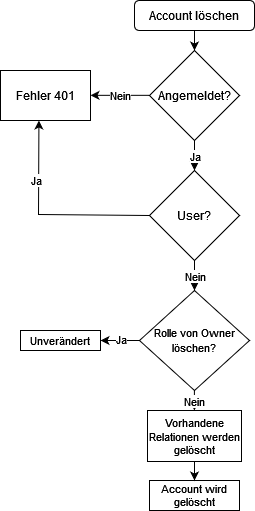 Account löschen
Fehler 401
Nein
Angemeldet?
Ja
Ja
User?
Nein
Unverändert
Ja
Rolle von Owner
löschen?
Nein
Vorhandene
Relationen werden
gelöscht
Account wird
gelöscht